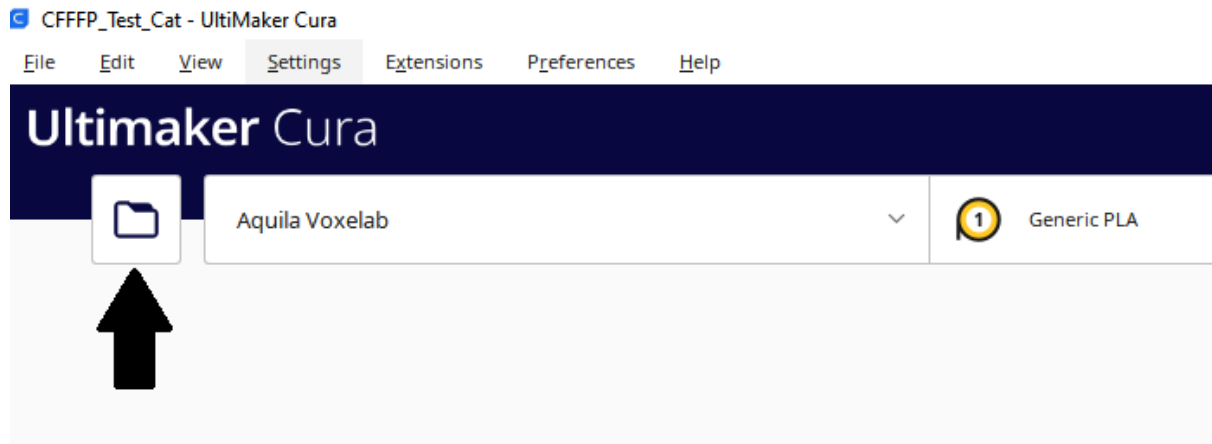 CFFFP_Test_Cat - UltiMaker Cura
File Edit View Settings Extensions Preferences Help
Ultimaker Cura
Aquila Voxelab 1 Generic PLA